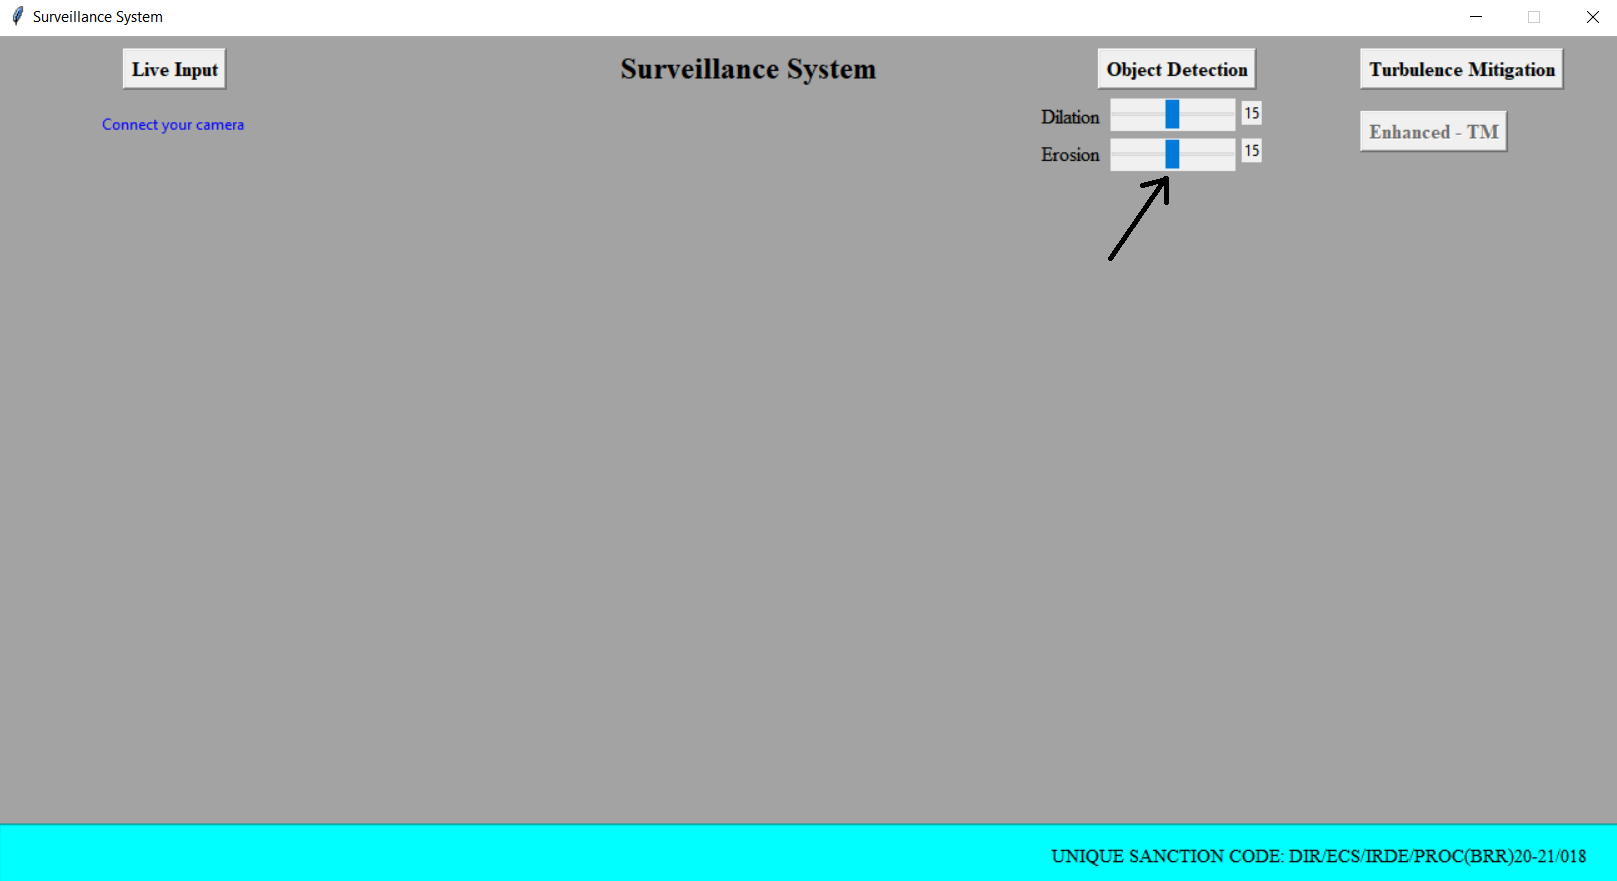 Surveillance System
Live Input
Surveillance System
Object Detection
Turbulence Mitigation
Connect your camera
Dilation
15
Enhanced - TM
Erosion
15
UNIQUE SANCTION CODE: DIR/ECS/IRDE/PROC(BRR)20-21/018